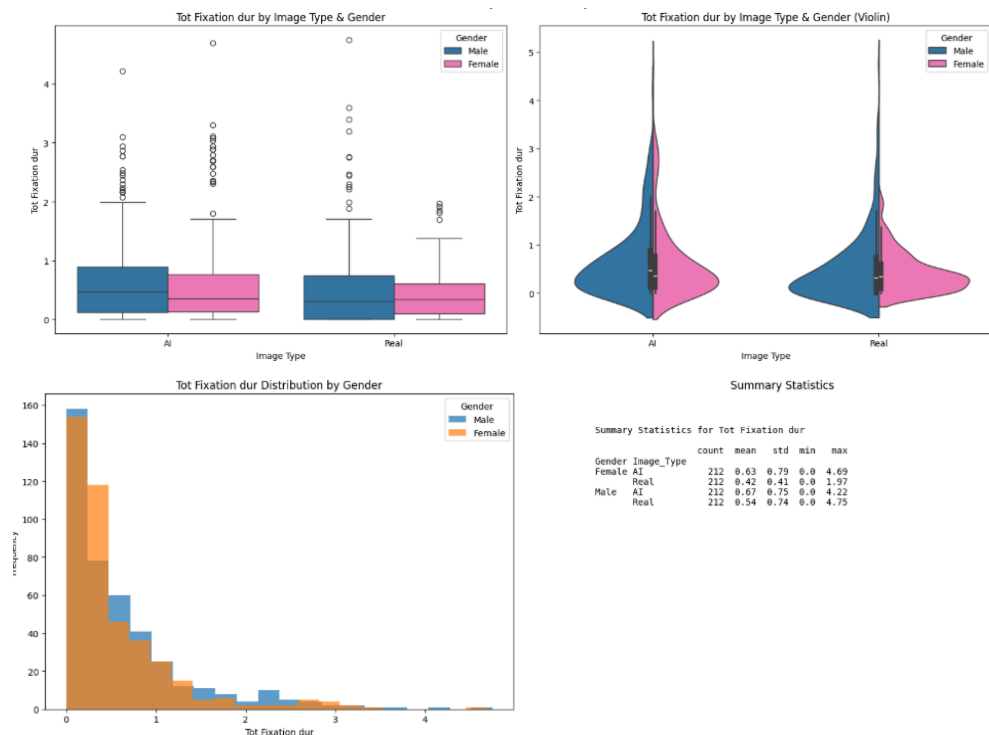 Tot Fixation dur by Image Type & Gender
Gender
Male
Female
Tot Fixation dur
4
3
2
1
0
AI
Real
Image Type
Tot Fixation dur by Image Type & Gender (Violin)
Gender
Male
Female
Tot Fixation dur
5
4
3
2
1
0
AI
Real
Image Type
Tot Fixation dur Distribution by Gender
Gender
Male
Female
160
140
120
100
80
60
40
20
0
0
1
2
3
4
Tot Fixation dur
Summary Statistics
Summary Statistics for Tot Fixation dur
count mean std min max
Gender Image_Type
Female AI 212 0.63 0.79 0.0 4.69
Real 212 0.42 0.41 0.0 1.97
Male AI 212 0.67 0.75 0.0 4.22
Real 212 0.54 0.74 0.0 4.75